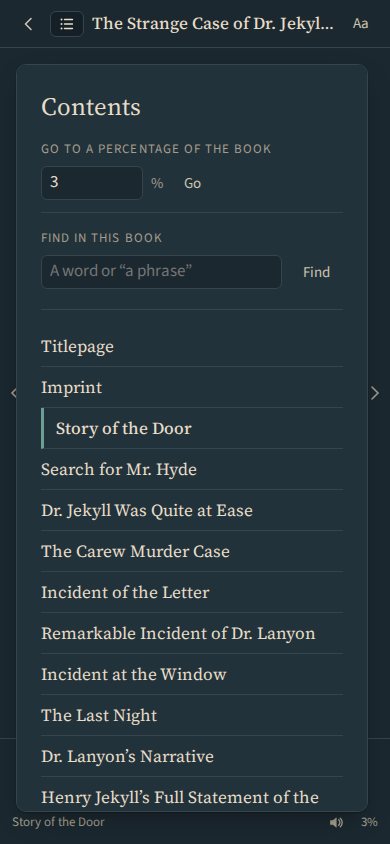 The Strange Case of Dr. Jekyl... Aa
Contents
GO TO A PERCENTAGE OF THE BOOK
3 % Go
FIND IN THIS BOOK
A word or “a phrase” Find
Titlepage
Imprint
Story of the Door
Search for Mr. Hyde
Dr. Jekyll Was Quite at Ease
The Carew Murder Case
Incident of the Letter
Remarkable Incident of Dr. Lanyon
Incident at the Window
The Last Night
Dr. Lanyon’s Narrative
Henry Jekyll’s Full Statement of the
Story of the Door 3%